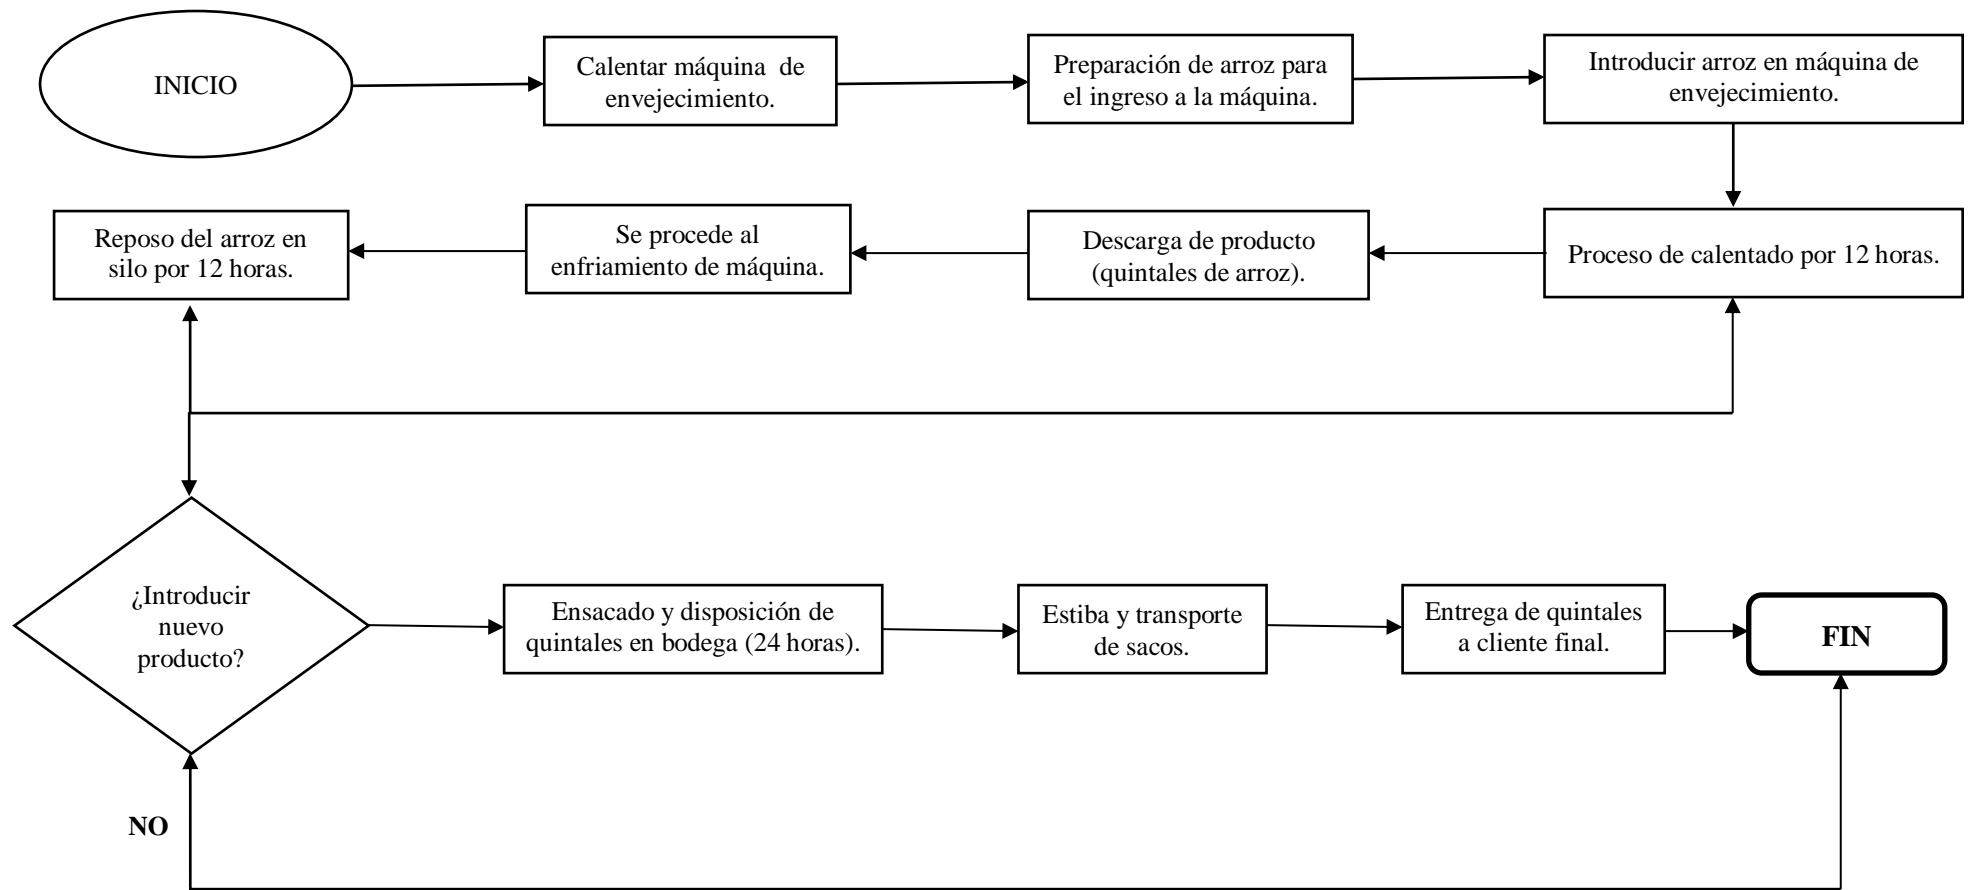 INICIO
Calentar máquina de
envejecimiento.
Preparación de arroz para
el ingreso a la máquina.
Introducir arroz en máquina de
envejecimiento.
Reposo del arroz en
silo por 12 horas.
Se procede al
enfriamiento de máquina.
Descarga de producto
(quintales de arroz).
Proceso de calentado por 12 horas.
¿Introducir
nuevo
producto?
Ensacado y disposición de
quintales en bodega (24 horas).
Estiba y transporte
de sacos.
Entrega de quintales
a cliente final.
FIN
NO